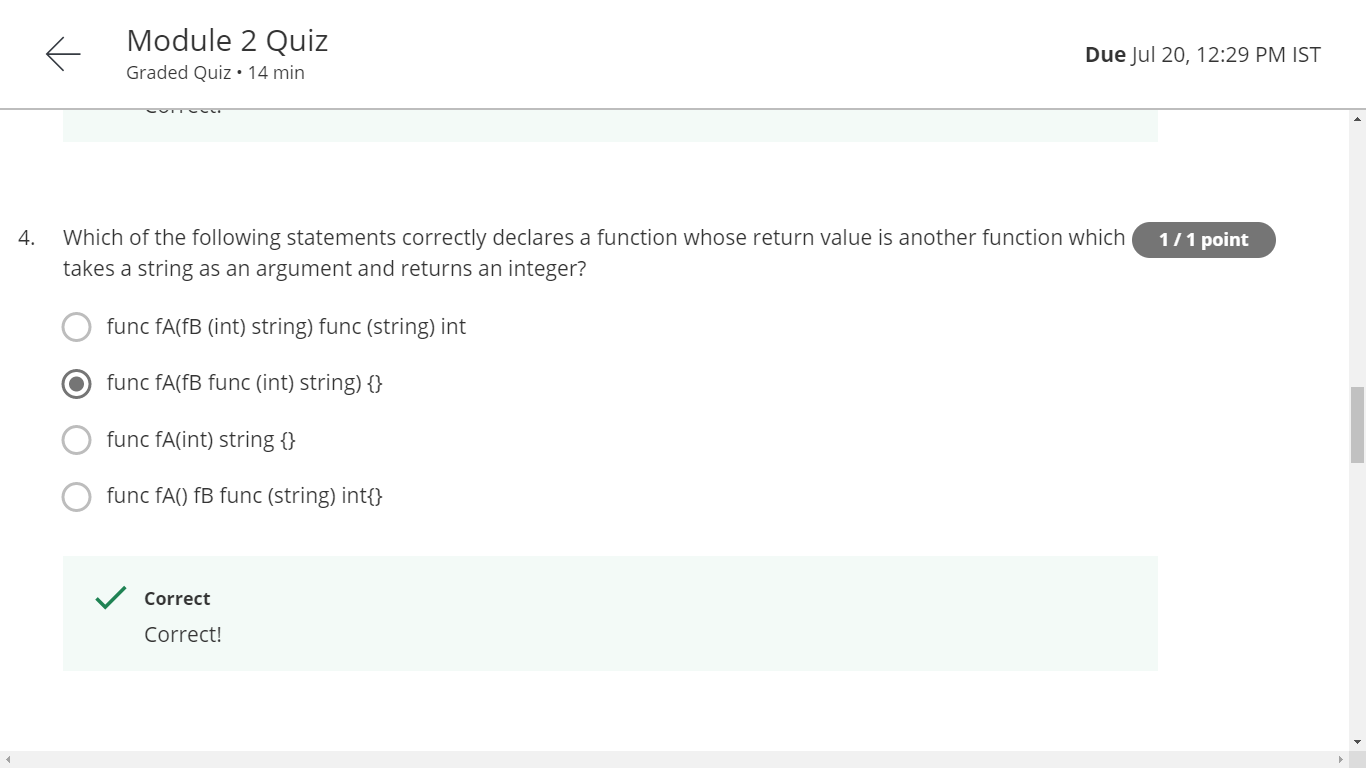 Module 2 Quiz
Graded Quiz • 14 min
Due Jul 20, 12:29 PM IST
Correct!
4. Which of the following statements correctly declares a function whose return value is another function which
1 / 1 point
takes a string as an argument and returns an integer?
func fA(fB (int) string) func (string) int
func fA(fB func (int) string) {}
func fA(int) string {}
func fA() fB func (string) int{}
Correct
Correct!